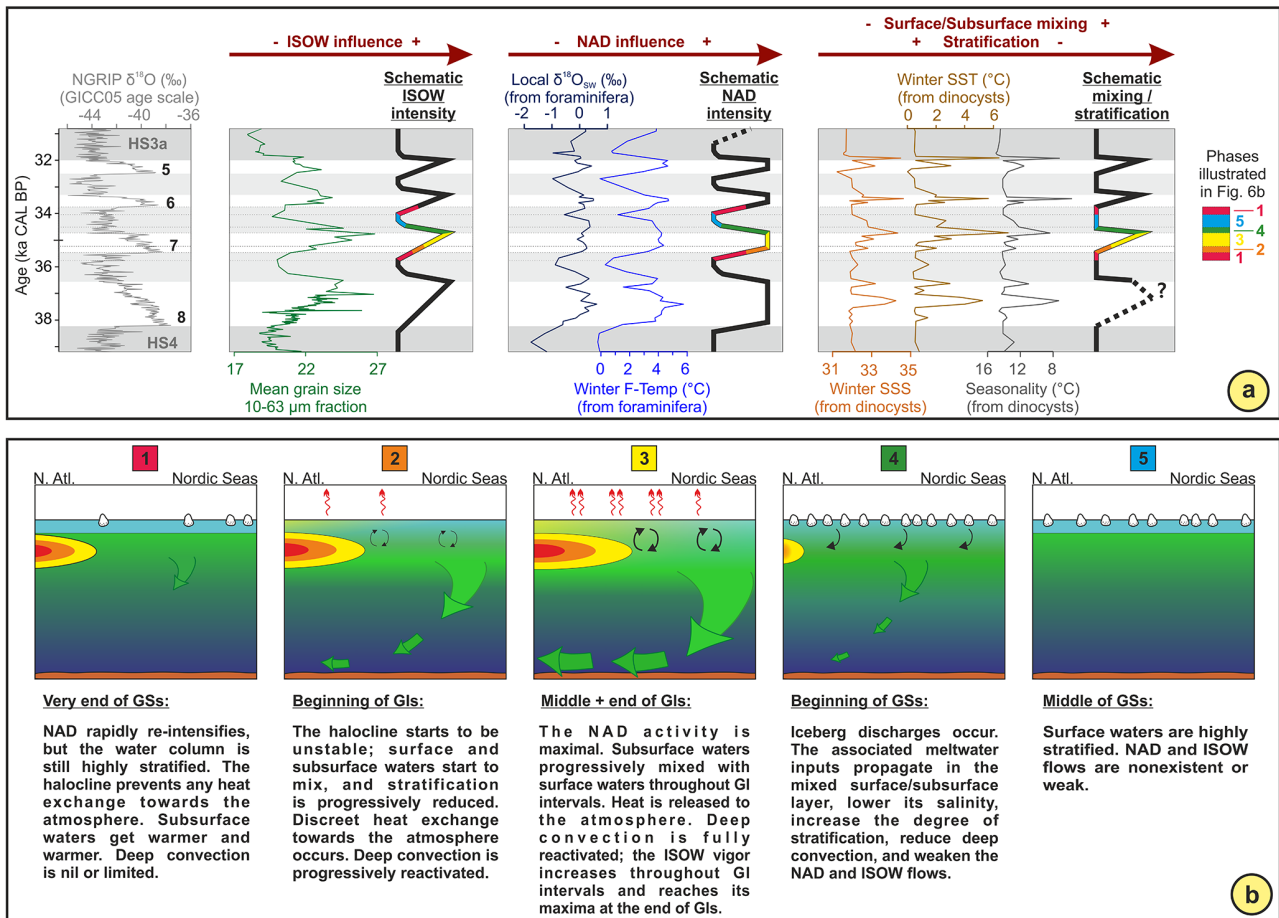 - ISOW influence +
- NAD influence +
- Surface/Subsurface mixing +
+ Stratification -
NGRIP δ18O (‰)
(GICC05 age scale)
-44 -40 -36
Schematic
ISOW
intensity
Local δ18OSW (‰)
(from foraminifera)
-2 -1 0 1
Schematic
NAD
intensity
Winter SST (°C)
(from dinocysts)
0 2 4 6
Schematic
mixing /
stratification
Age (ka CAL BP)
32
34
36
38
HS3a
5
6
7
8
HS4
?
Phases
illustrated
in Fig. 6b
1
5
4
3
2
1
17 22 27
Mean grain size
10-63 µm fraction
0 2 4 6
Winter F-Temp (°C)
(from foraminifera)
31 33 35
Winter SSS
(from dinocysts)
16 12 8
Seasonality (°C)
(from dinocysts)
a
1
N. Atl. Nordic Seas
Very end of GSs:
NAD rapidly re-intensifies,
but the water column is
still highly stratified. The
halocline prevents any heat
exchange towards the
atmosphere. Subsurface
waters get warmer and
warmer. Deep convection
is nil or limited.
2
N. Atl. Nordic Seas
Beginning of GIs:
The halocline starts to be
unstable; surface and
subsurface waters start to
mix, and stratification
is progressively reduced.
Discreet heat exchange
towards the atmosphere
occurs. Deep convection is
progressively reactivated.
3
N. Atl. Nordic Seas
Middle + end of GIs:
The NAD activity is
maximal. Subsurface waters
progressively mixed with
surface waters throughout GI
intervals. Heat is released to
the atmosphere. Deep
convection is fully
reactivated; the ISOW vigor
increases throughout GI
intervals and reaches its
maxima at the end of GIs.
4
N. Atl. Nordic Seas
Beginning of GSs:
Iceberg discharges occur.
The associated meltwater
inputs propagate in the
mixed surface/subsurface
layer, lower its salinity,
increase the degree of
stratification, reduce deep
convection, and weaken the
NAD and ISOW flows.
5
N. Atl. Nordic Seas
Middle of GSs:
Surface waters are highly
stratified. NAD and ISOW
flows are nonexistent or
weak.
b